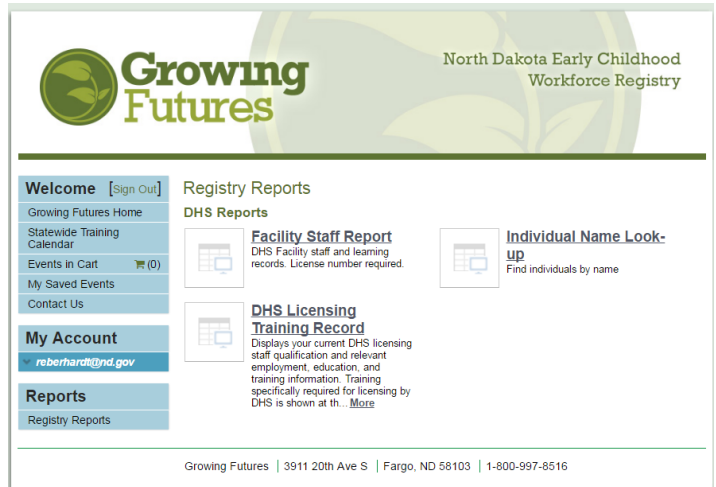 Growing
Futures
North Dakota Early Childhood
Workforce Registry
Welcome [Sign Out]
Growing Futures Home
Statewide Training
Calendar
Events in Cart (0)
My Saved Events
Contact Us
My Account
reberhardt@nd.gov
Reports
Registry Reports
Registry Reports
DHS Reports
Facility Staff Report
DHS Facility staff and learning
records. License number required.
Individual Name Look-
up
Find individuals by name
DHS Licensing
Training Record
Displays your current DHS licensing
staff qualification and relevant
employment, education, and
training information. Training
specifically required for licensing by
DHS is shown at th... More
Growing Futures | 3911 20th Ave S | Fargo, ND 58103 | 1-800-997-8516